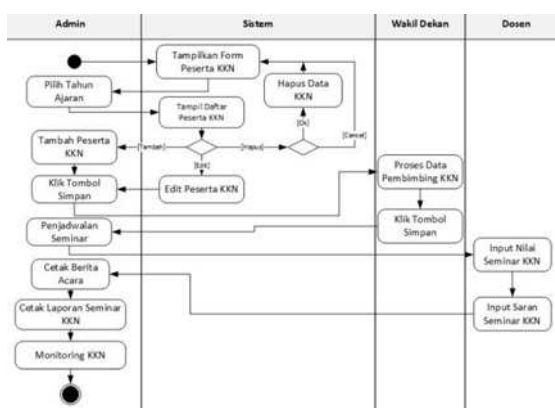 Admin
Sistem
Wakil Dekan
Dosen
Tampilkan Form
Peserta KKN
Pilih Tahun
Ajaran
Hapus Data
KKN
Tampil Daftar
Peserta KKN
[Ok]
[Cancel]
Tambah Peserta
KKN
[Tambah]
[Hapus]
[Edit]
Proses Data
Pembimbing KKN
Klik Tombol
Simpan
Edit Peserta KKN
Klik Tombol
Simpan
Penjadwalan
Seminar
Input Nilai
Seminar KKN
Cetak Berita
Acara
Cetak Laporan Seminar
KKN
Input Saran
Seminar KKN
Monitoring KKN